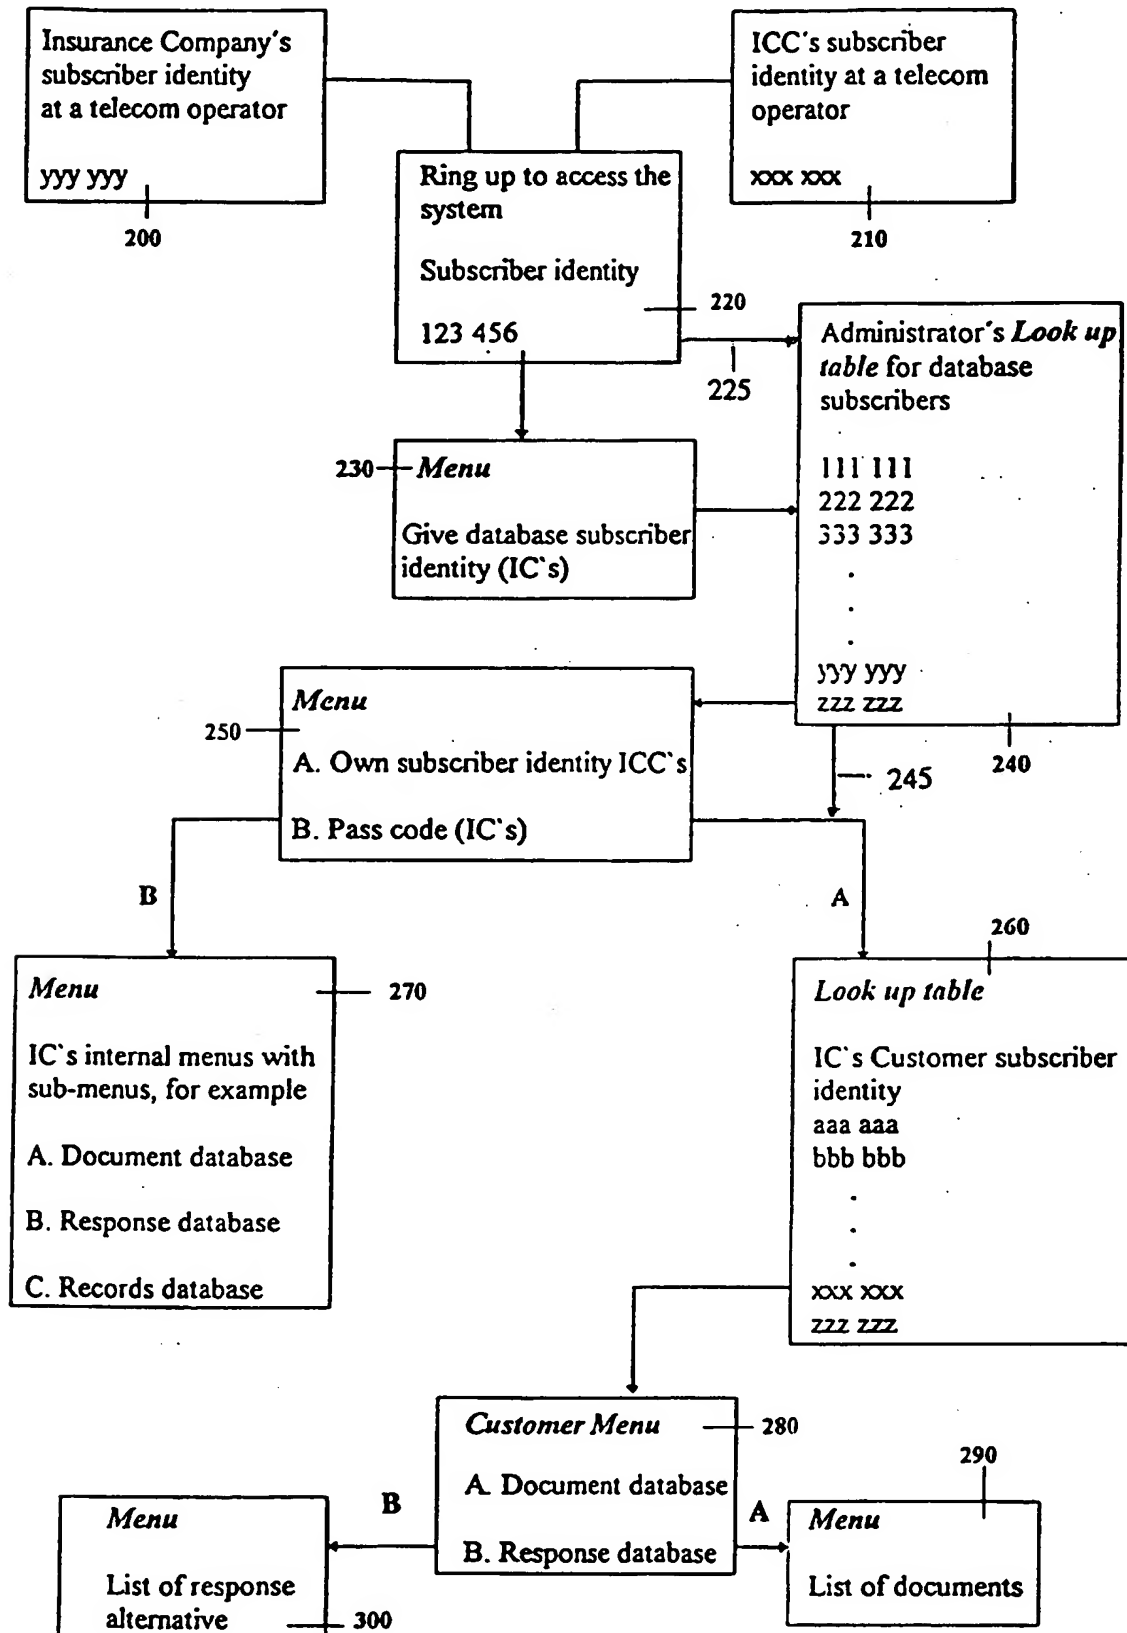 Insurance Company's
subscriber identity
at a telecom operator
yyy yyy
200
ICC's subscriber
identity at a telecom
operator
xxx xxx
210
Ring up to access the
system
Subscriber identity
123 456
220
225
Administrator's Look up
table for database
subscribers
111 111
222 222
333 333
.
.
.
yyy yyy
zzz zzz
240
230
Menu
Give database subscriber
identity (IC`s)
245
250
Menu
A. Own subscriber identity ICC`s
B. Pass code (IC`s)
B
A
260
Look up table
IC`s Customer subscriber
identity
aaa aaa
bbb bbb
.
.
.
xxx xxx
zzz zzz
Menu
270
IC`s internal menus with
sub-menus, for example
A. Document database
B. Response database
C. Records database
Customer Menu
280
A. Document database
B. Response database
B
A
290
Menu
List of documents
Menu
List of response
alternative
300